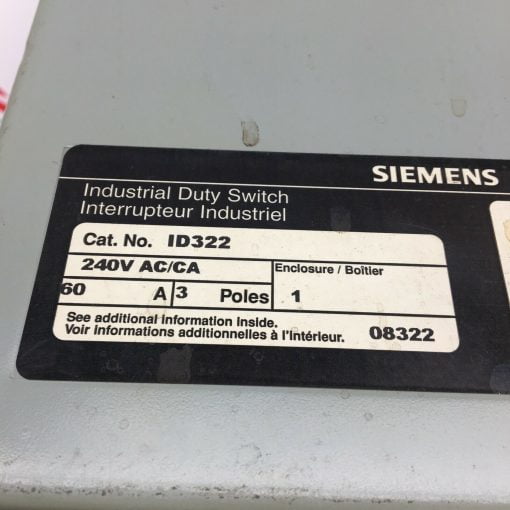 SIEMENS
Industrial Duty Switch
Interrupteur Industriel
Cat. No. ID322
240V AC/CA
Enclosure / Boîtier
60 A 3 Poles 1
See additional information inside.
Voir informations additionnelles à l'intérieur. 08322